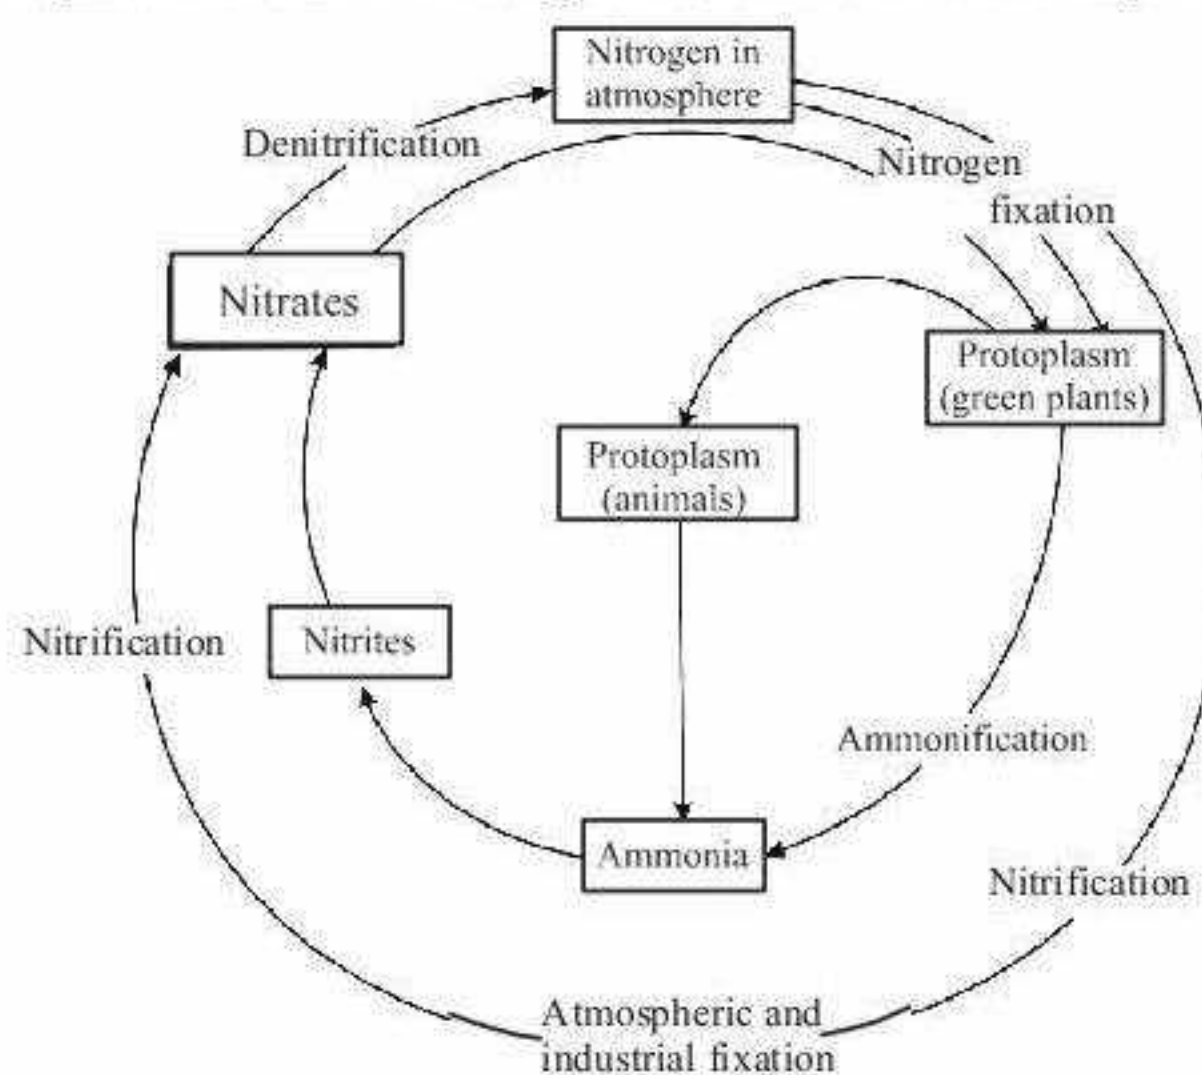 Nitrogen in
atmosphere
Denitrification
Nitrogen
fixation
Nitrates
Protoplasm
(green plants)
Protoplasm
(animals)
Nitrification
Nitrites
Ammonification
Ammonia
Nitrification
Atmospheric and
industrial fixation